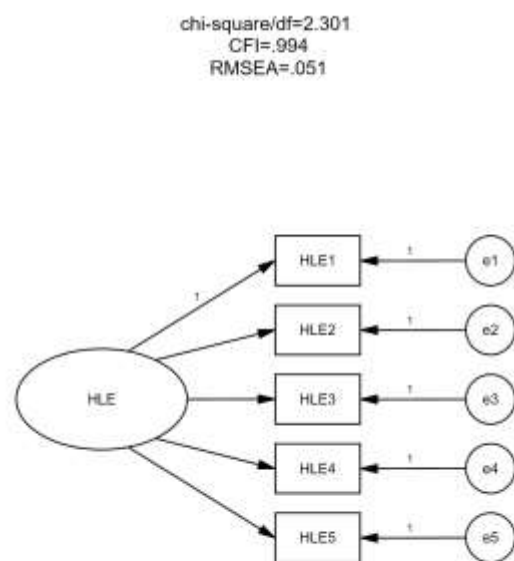 chi-square/df=2.301
CFI=.994
RMSEA=.051
HLE1 1 e1
1
HLE2 1 e2
HLE HLE3 1 e3
HLE4 1 e4
HLE5 1 e5